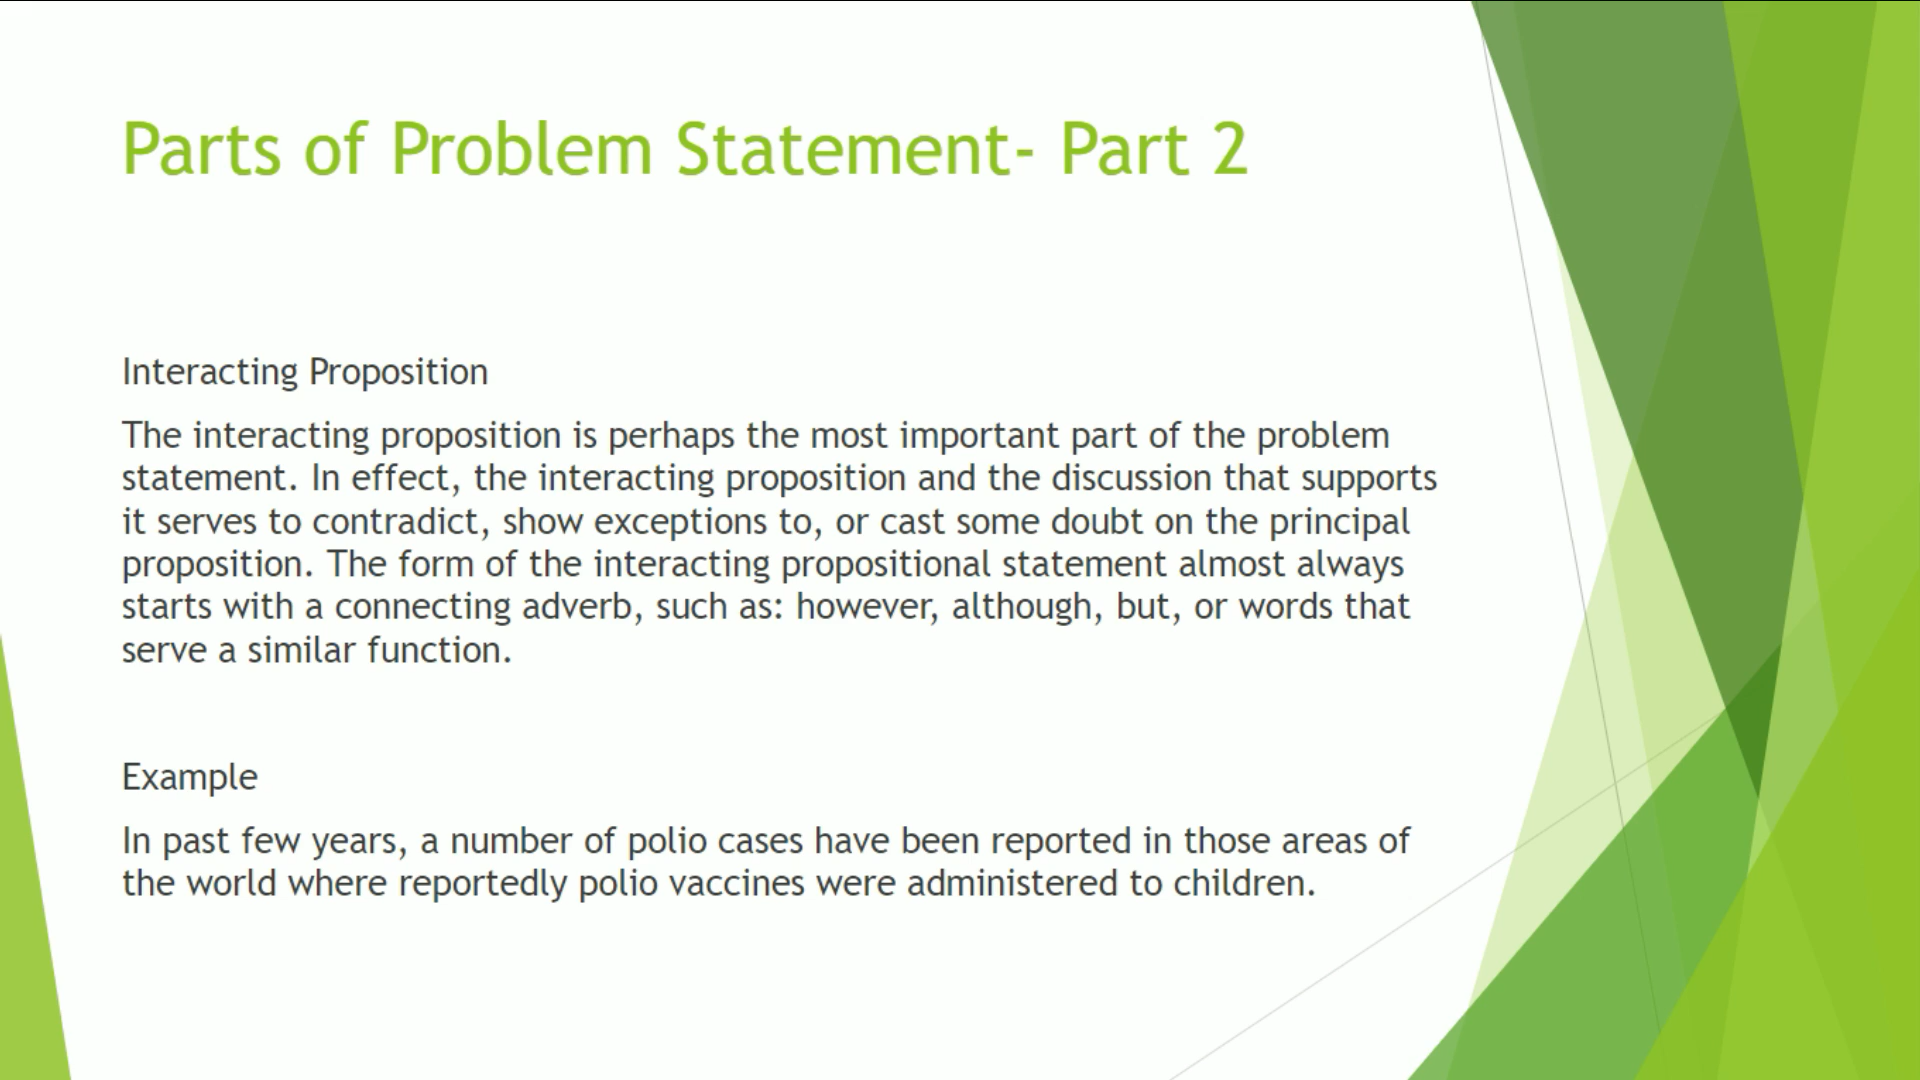 Parts of Problem Statement- Part 2
Interacting Proposition
The interacting proposition is perhaps the most important part of the problem
statement. In effect, the interacting proposition and the discussion that supports
it serves to contradict, show exceptions to, or cast some doubt on the principal
proposition. The form of the interacting propositional statement almost always
starts with a connecting adverb, such as: however, although, but, or words that
serve a similar function.
Example
In past few years, a number of polio cases have been reported in those areas of
the world where reportedly polio vaccines were administered to children.